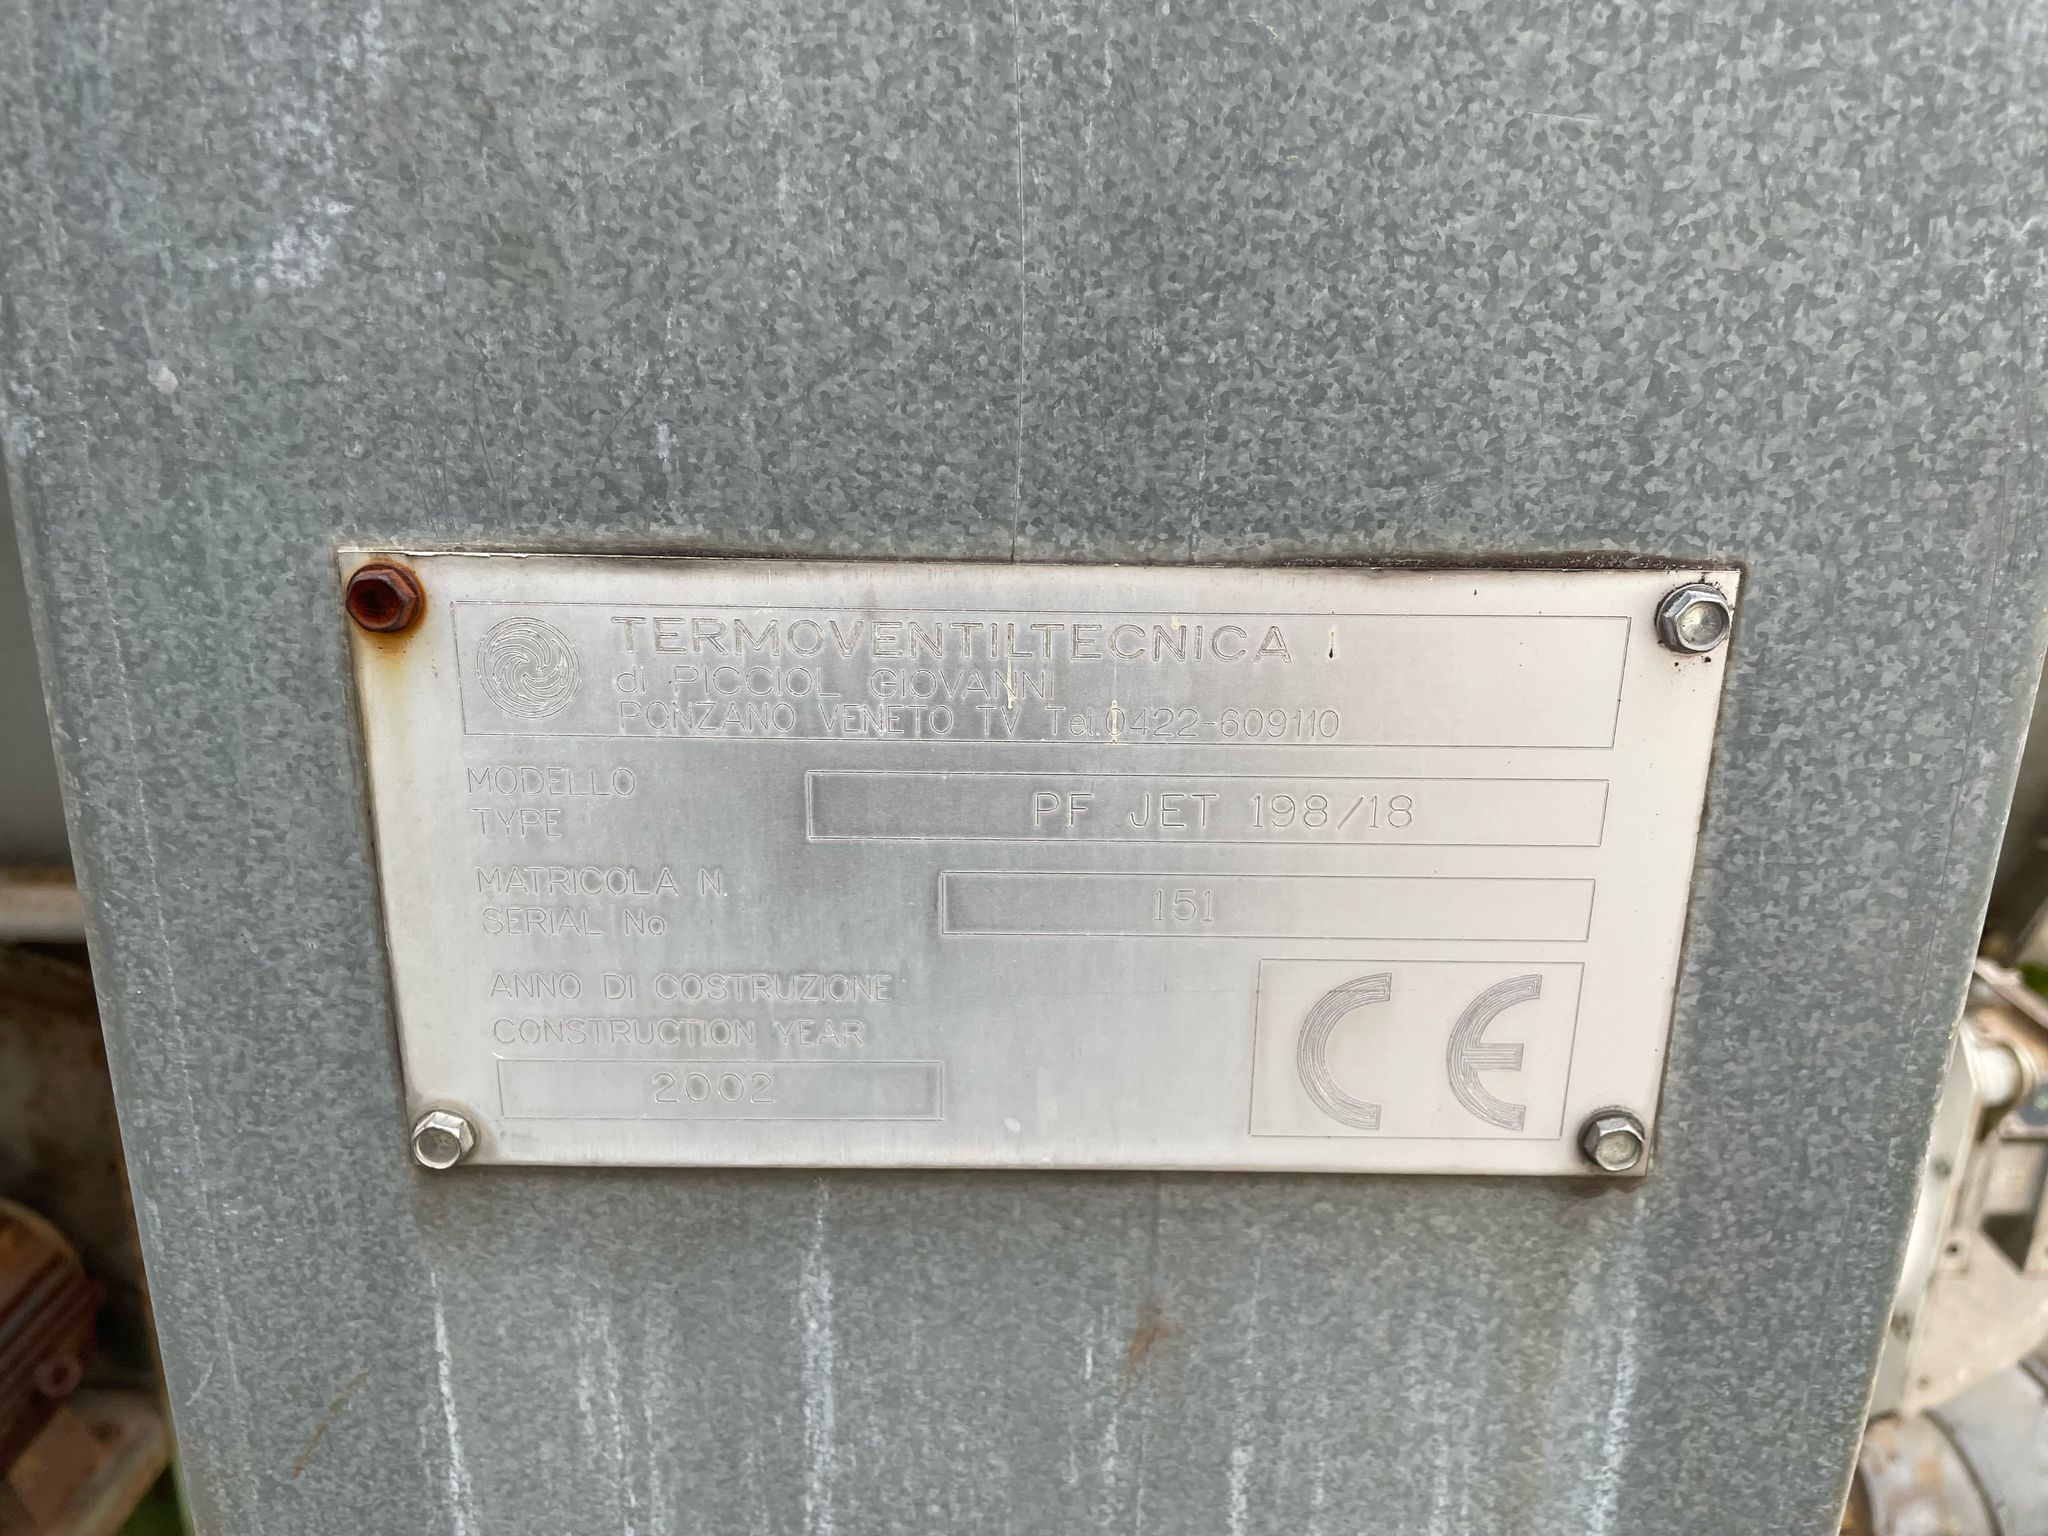 TERMOVENTILTECNICA
di PICCIOL GIOVANNI
PONZANO VENETO TV Tel.0422-609110
MODELLO
TYPE
PF JET 198/18
MATRICOLA N.
SERIAL No
151
ANNO DI COSTRUZIONE
CONSTRUCTION YEAR
2002
CE